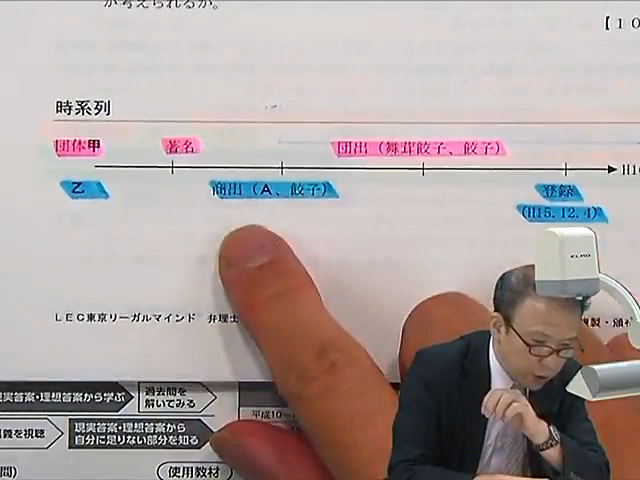 が考えられるか。
【１０
時系列
団体甲 著名 団出（舞茸餃子、餃子）
H1
乙 商出（A、餃子） 登録
（H15.12.4）
ELMO
ＬＥＣ東京リーガルマインド 弁理士 複製・頒
現実答案・理想答案から学ぶ 過去問を
解いてみる
平成10
義を視聴 現実答案・理想答案から
自分に足りない部分を知る
問） （使用教材